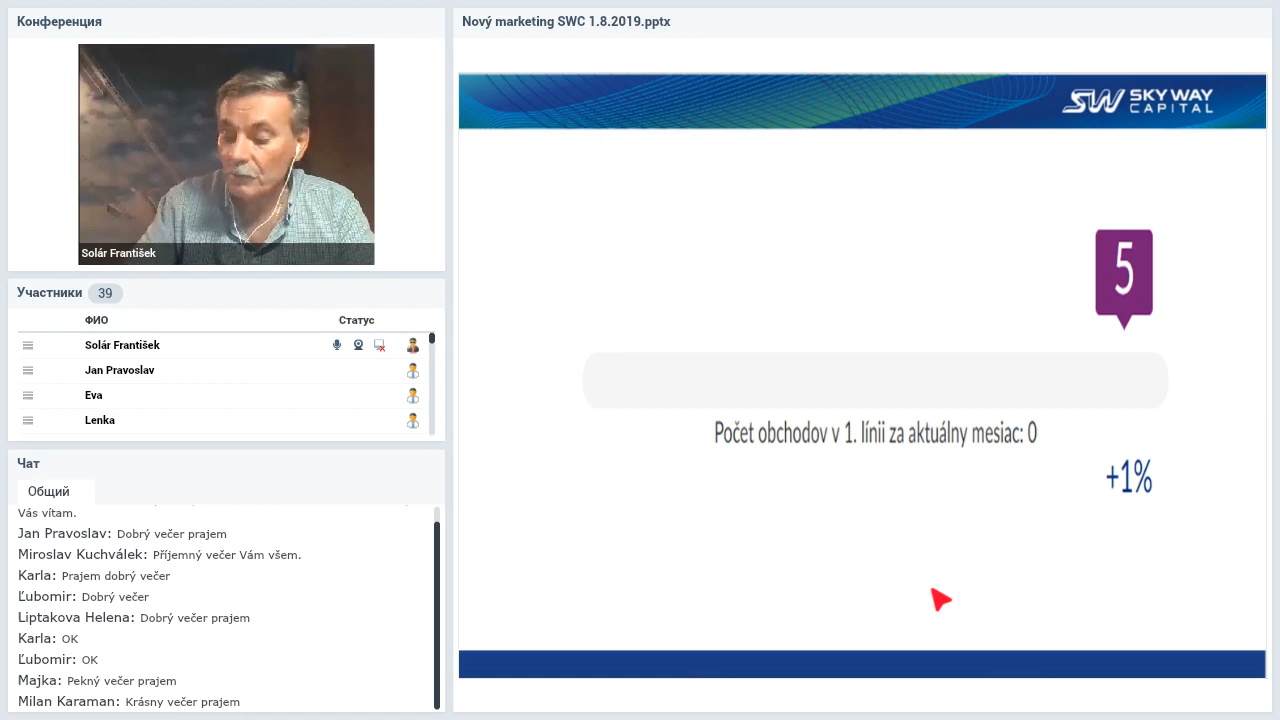 Конференция
Solár František
Участники 39
ФИО Статус
Solár František
Jan Pravoslav
Eva
Lenka
Чат
Общий
Vás vítam.
Jan Pravoslav: Dobrý večer prajem
Miroslav Kuchválek: Příjemný večer Vám všem.
Karla: Prajem dobrý večer
Ľubomir: Dobrý večer
Liptakova Helena: Dobrý večer prajem
Karla: OK
Ľubomir: OK
Majka: Pekný večer prajem
Milan Karaman: Krásny večer prajem
Nový marketing SWC 1.8.2019.pptx
SW SKY WAY
CAPITAL
5
Počet obchodov v 1. línii za aktuálny mesiac: 0
+1%